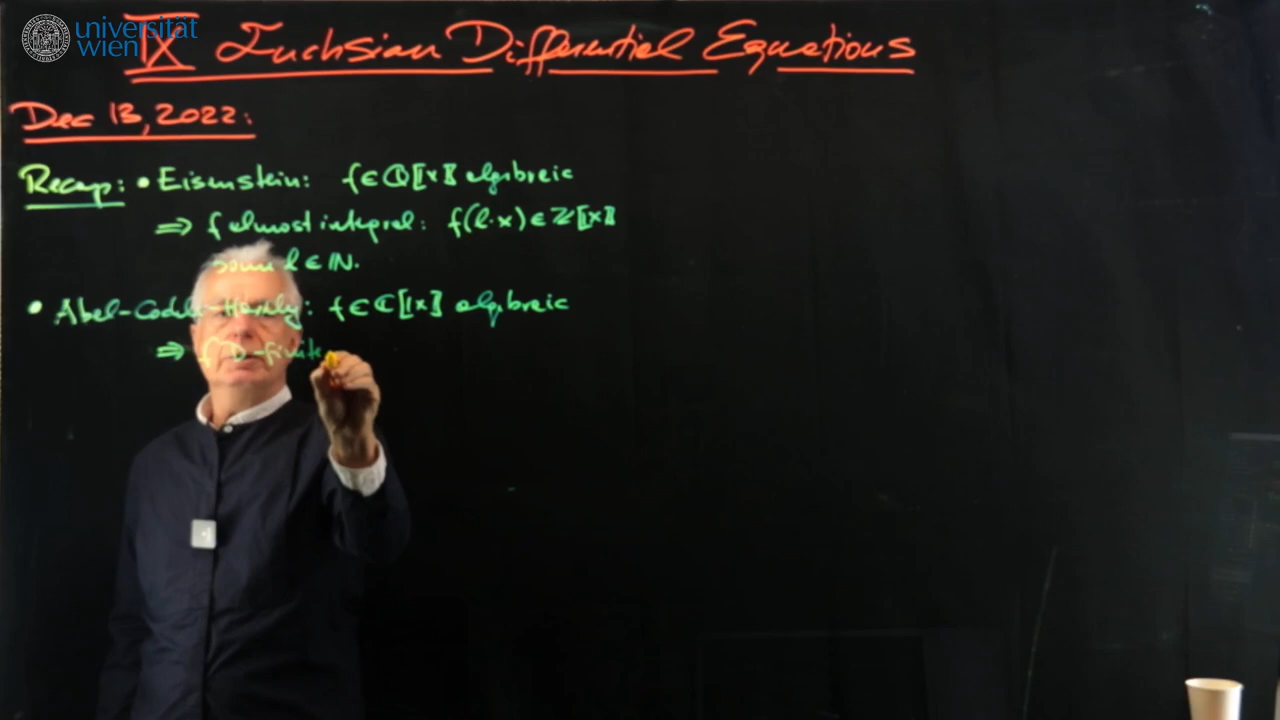 universität
wien
IX Fuchsian Differential Equations
Dec 13, 2022:
Recap: • Eisenstein: f ∈ ℚ[[x]] algebraic
⇒ f almost integral: f(l·x) ∈ ℤ[[x]]
some l ∈ ℕ.
• Abel-Cockle-Harley: f ∈ ℂ[[x]] algebraic
⇒ f D-finite